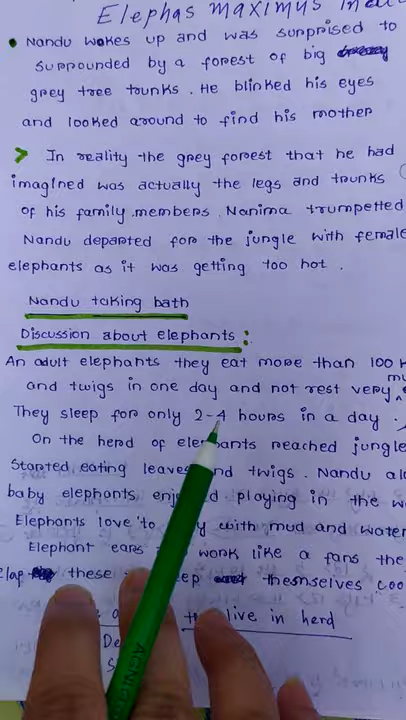 Elephas maximus
Nandu wakes up and was surprised to
surrounded by a forest of big
grey tree trunks. He blinked his eyes
and looked around to find his mother
In reality the grey forest that he had
imagined was actually the legs and trunks
of his family members. Nanima trumpetted
Nandu departed for the jungle with female
elephants as it was getting too hot.
Nandu taking bath
Discussion about elephants:
An adult elephants they eat more than 100
and twigs in one day and not rest very
They sleep for only 2-4 hours in a day.
On the herd of elephants reached jungle
Started eating leaves and twigs. Nandu
baby elephants playing in the
Elephants love to with mud and water
Elephant ears work like a fans
these themselves
live in herd